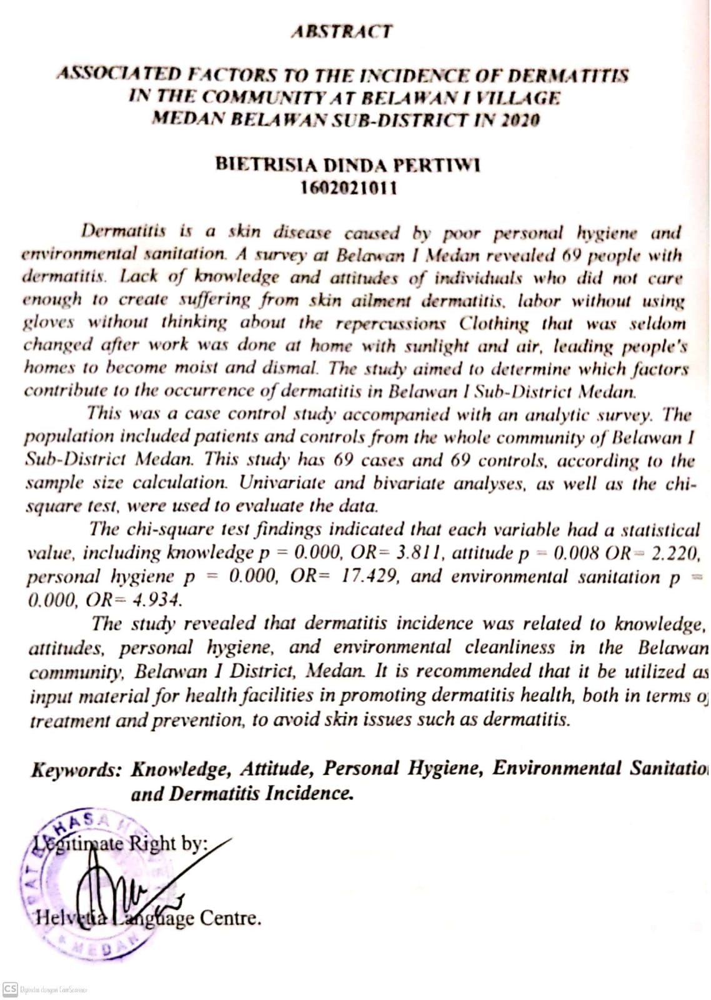 ABSTRACT
ASSOCIATED FACTORS TO THE INCIDENCE OF DERMATITIS
IN THE COMMUNITY AT BELAWAN I VILLAGE
MEDAN BELAWAN SUB-DISTRICT IN 2020
BIETRISIA DINDA PERTIWI
1602021011
Dermatitis is a skin disease caused by poor personal hygiene and
environmental sanitation. A survey at Belawan I Medan revealed 69 people with
dermatitis. Lack of knowledge and attitudes of individuals who did not care
enough to create suffering from skin ailment dermatitis, labor without using
gloves without thinking about the repercussions Clothing that was seldom
changed after work was done at home with sunlight and air, leading people's
homes to become moist and dismal. The study aimed to determine which factors
contribute to the occurrence of dermatitis in Belawan I Sub-District Medan.
This was a case control study accompanied with an analytic survey. The
population included patients and controls from the whole community of Belawan I
Sub-District Medan. This study has 69 cases and 69 controls, according to the
sample size calculation. Univariate and bivariate analyses, as well as the chi-
square test, were used to evaluate the data.
The chi-square test findings indicated that each variable had a statistical
value, including knowledge p = 0.000, OR= 3.811, attitude p = 0.008 OR= 2.220,
personal hygiene p = 0.000, OR= 17.429, and environmental sanitation p =
0.000, OR= 4.934.
The study revealed that dermatitis incidence was related to knowledge,
attitudes, personal hygiene, and environmental cleanliness in the Belawan
community, Belawan I District, Medan. It is recommended that it be utilized as
input material for health facilities in promoting dermatitis health, both in terms of
treatment and prevention, to avoid skin issues such as dermatitis.
Keywords: Knowledge, Attitude, Personal Hygiene, Environmental Sanitation
and Dermatitis Incidence.
Legitimate Right by:
Helvetia Language Centre.
BAHASA
MEDAN
CS Dipindai dengan CamScanner